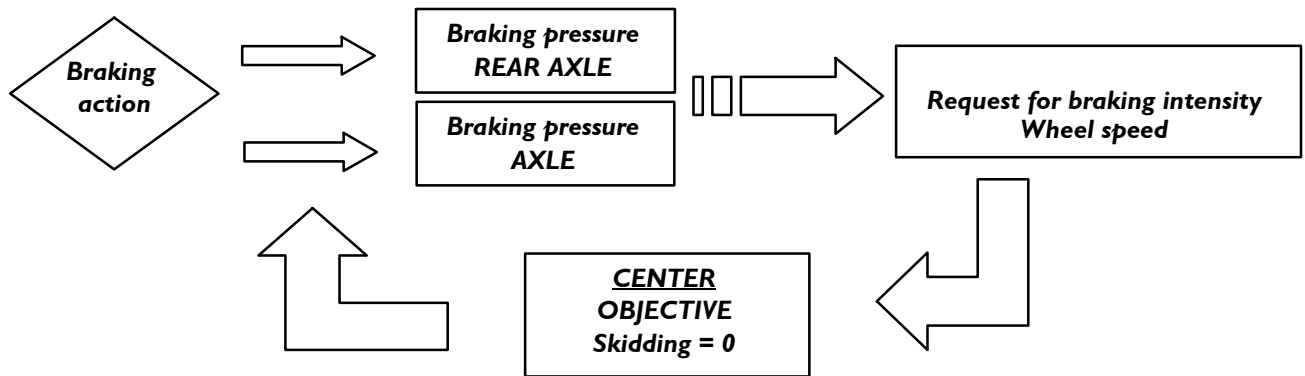 Braking
action
Braking pressure
REAR AXLE
Braking pressure
AXLE
Request for braking intensity
Wheel speed
CENTER
OBJECTIVE
Skidding = 0